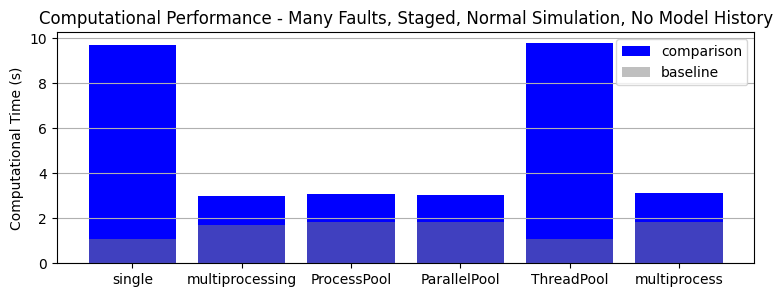 Computational Performance - Many Faults, Staged, Normal Simulation, No Model History
Computational Time (s)
10
8
6
4
2
0
comparison
baseline
single
multiprocessing
ProcessPool
ParallelPool
ThreadPool
multiprocess